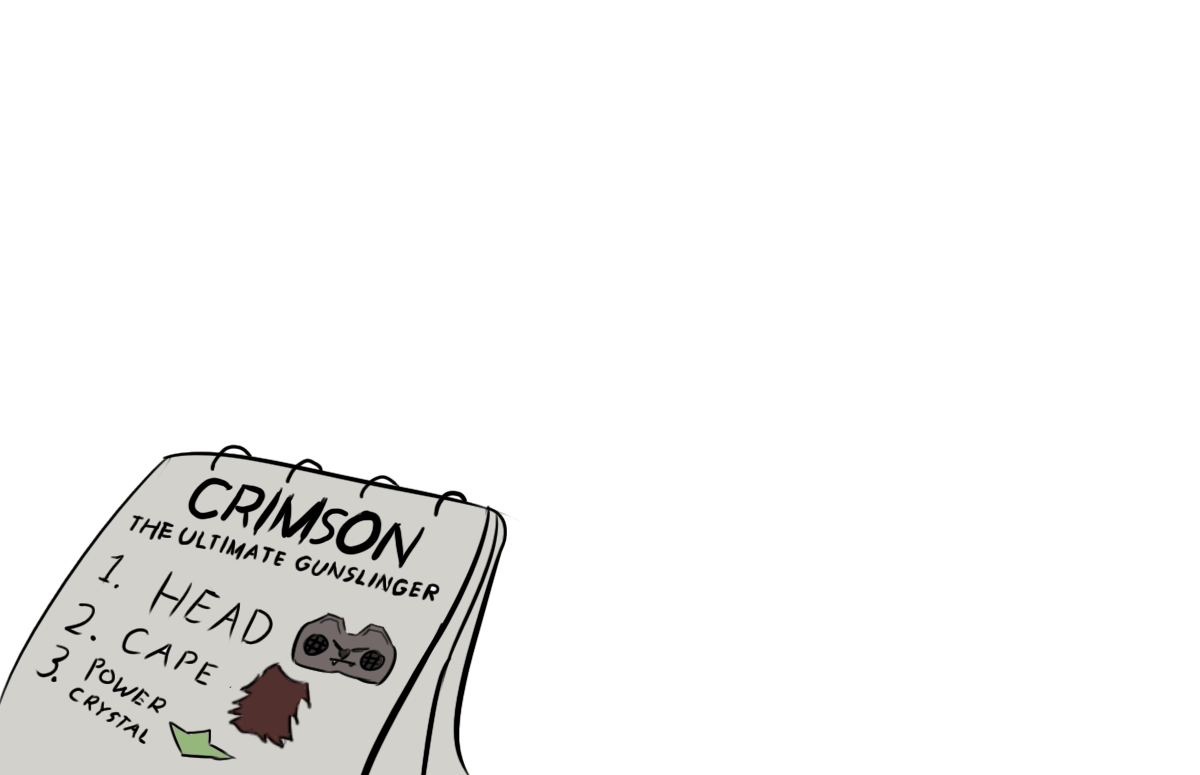 CRIMSON
THE ULTIMATE GUNSLINGER
1. HEAD
2. CAPE
3. POWER
CRYSTAL